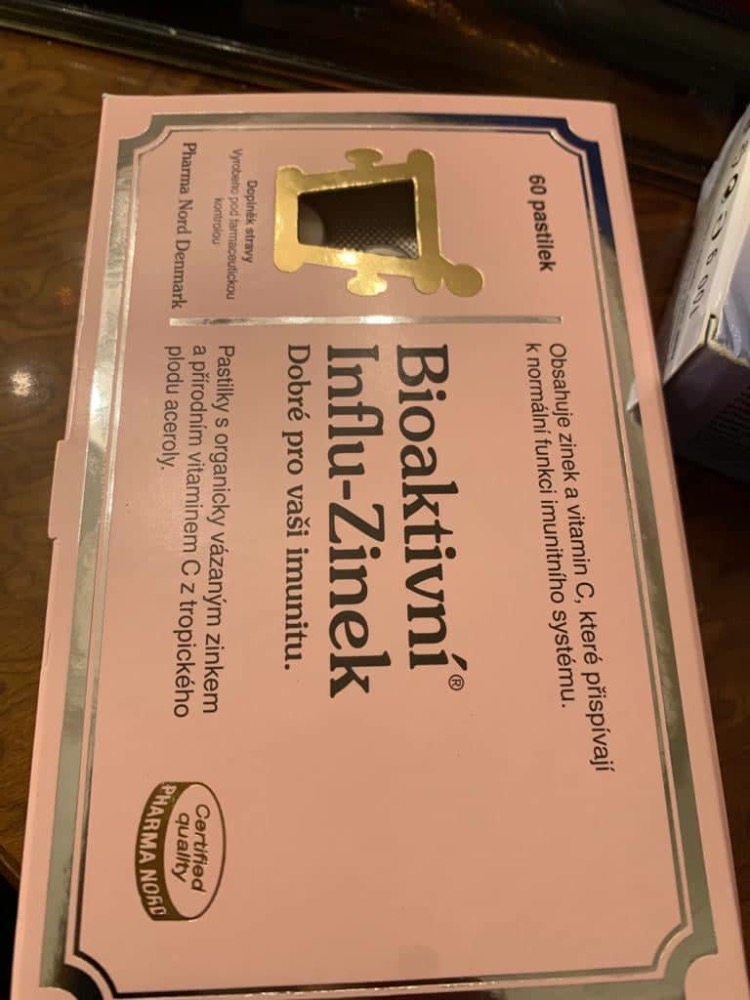 60 pastilek
Obsahuje zinek a vitamin C, které přispívají
k normální funkci imunitního systému.
Bioaktivní®
Influ-Zinek
Dobré pro vaši imunitu.
Doplněk stravy
Vyrobeno pod farmaceutickou
kontrolou
Pharma Nord Denmark
Pastilky s organicky vázaným zinkem
a přírodním vitaminem C z tropického
plodu aceroly.
Certified
quality
PHARMA NORD